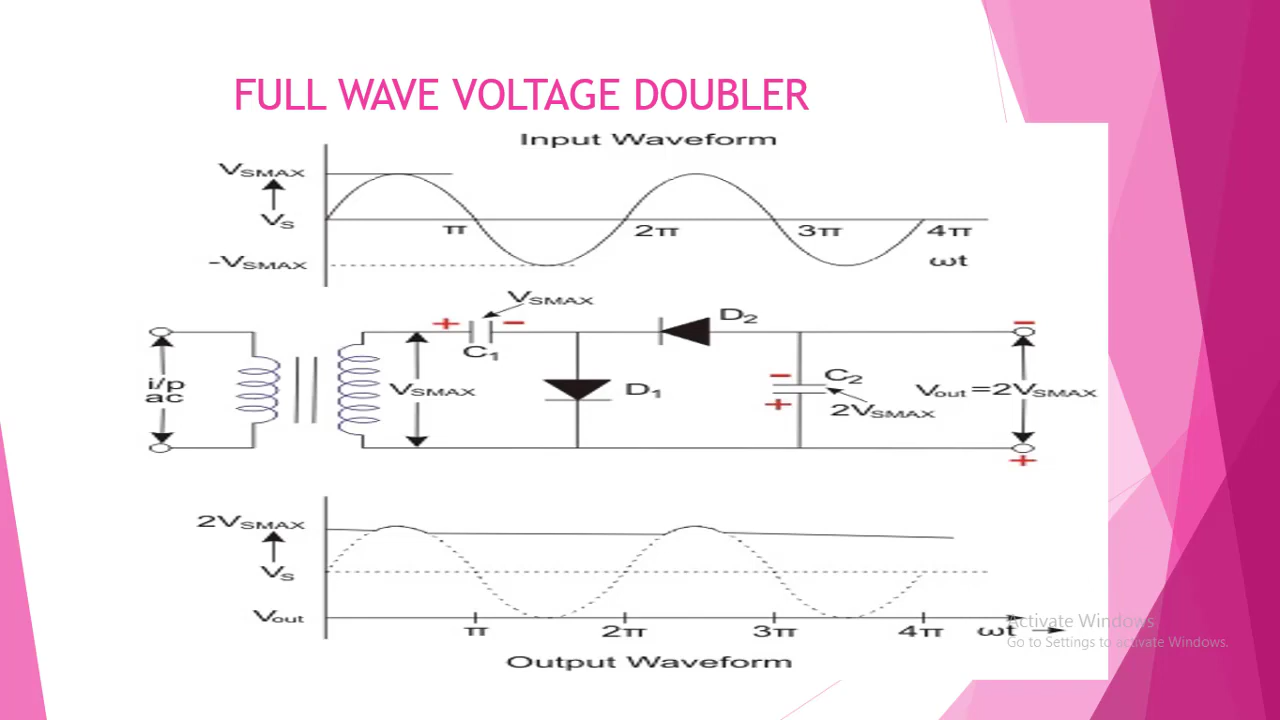 FULL WAVE VOLTAGE DOUBLER
Input Waveform
VSMAX
VS
-VSMAX
π 2π 3π 4π
ωt
VSMAX
+ −
C1
D2
−
i/p
ac
VSMAX
D1
−
+
C2
2VSMAX
Vout=2VSMAX
+
2VSMAX
VS
Vout
π 2π 3π 4π ωt
Output Waveform
Activate Windows
Go to Settings to activate Windows.